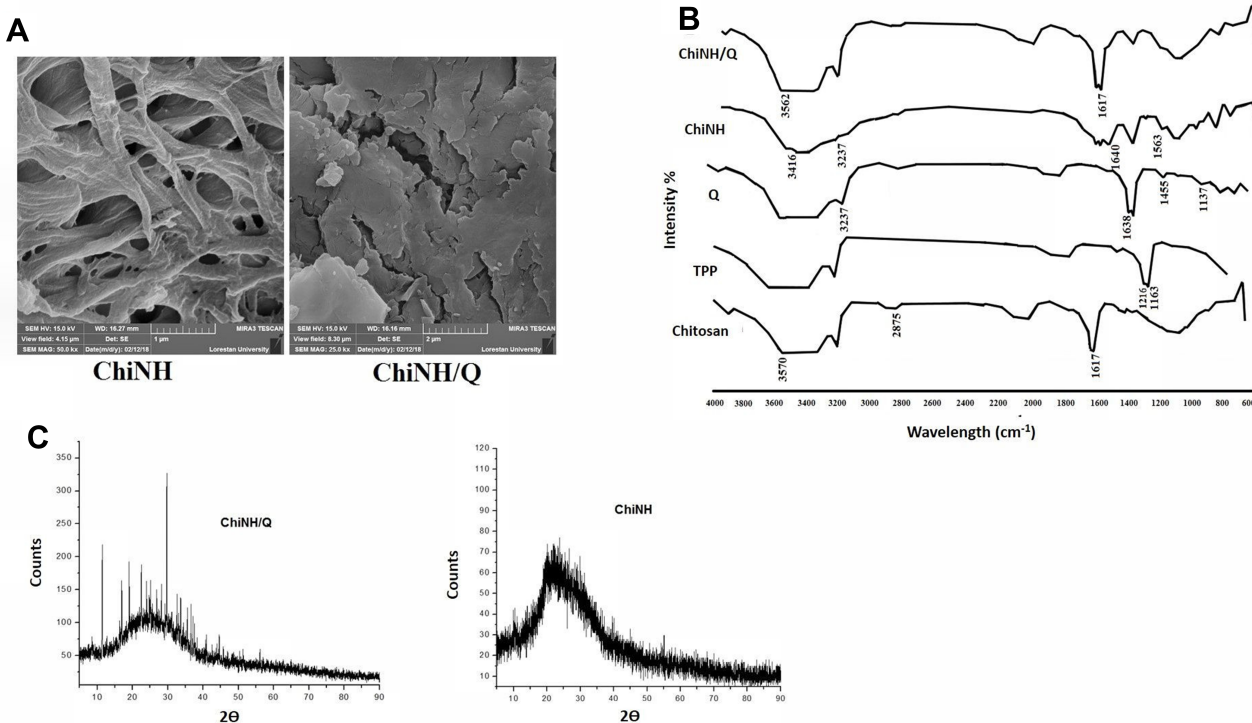 A
SEM HV: 15.0 kV WD: 16.27 mm MIRA3 TESCAN
View field: 4.15 µm Det: SE 1 µm
SEM MAG: 50.0 kx Date(m/d/y): 02/12/18 Lorestan University
ChiNH
SEM HV: 15.0 kV WD: 16.16 mm MIRA3 TESCAN
View field: 8.30 µm Det: SE 2 µm
SEM MAG: 25.0 kx Date(m/d/y): 02/12/18 Lorestan University
ChiNH/Q
B
Intensity %
ChiNH/Q
3562 1617
ChiNH
3416 3237 1640 1563
Q
3237 1638 1455 1137
TPP
1216 1163
Chitosan
3570 2875 1617
4000 3800 3600 3400 3200 3000 2800 2600 2400 2200 2000 1800 1600 1400 1200 1000 800 600
Wavelength (cm-1)
C
Counts
350
300
250
200
150
100
50
ChiNH/Q
10 20 30 40 50 60 70 80 90
2Θ
Counts
120
110
100
90
80
70
60
50
40
30
20
10
ChiNH
10 20 30 40 50 60 70 80 90
2Θ